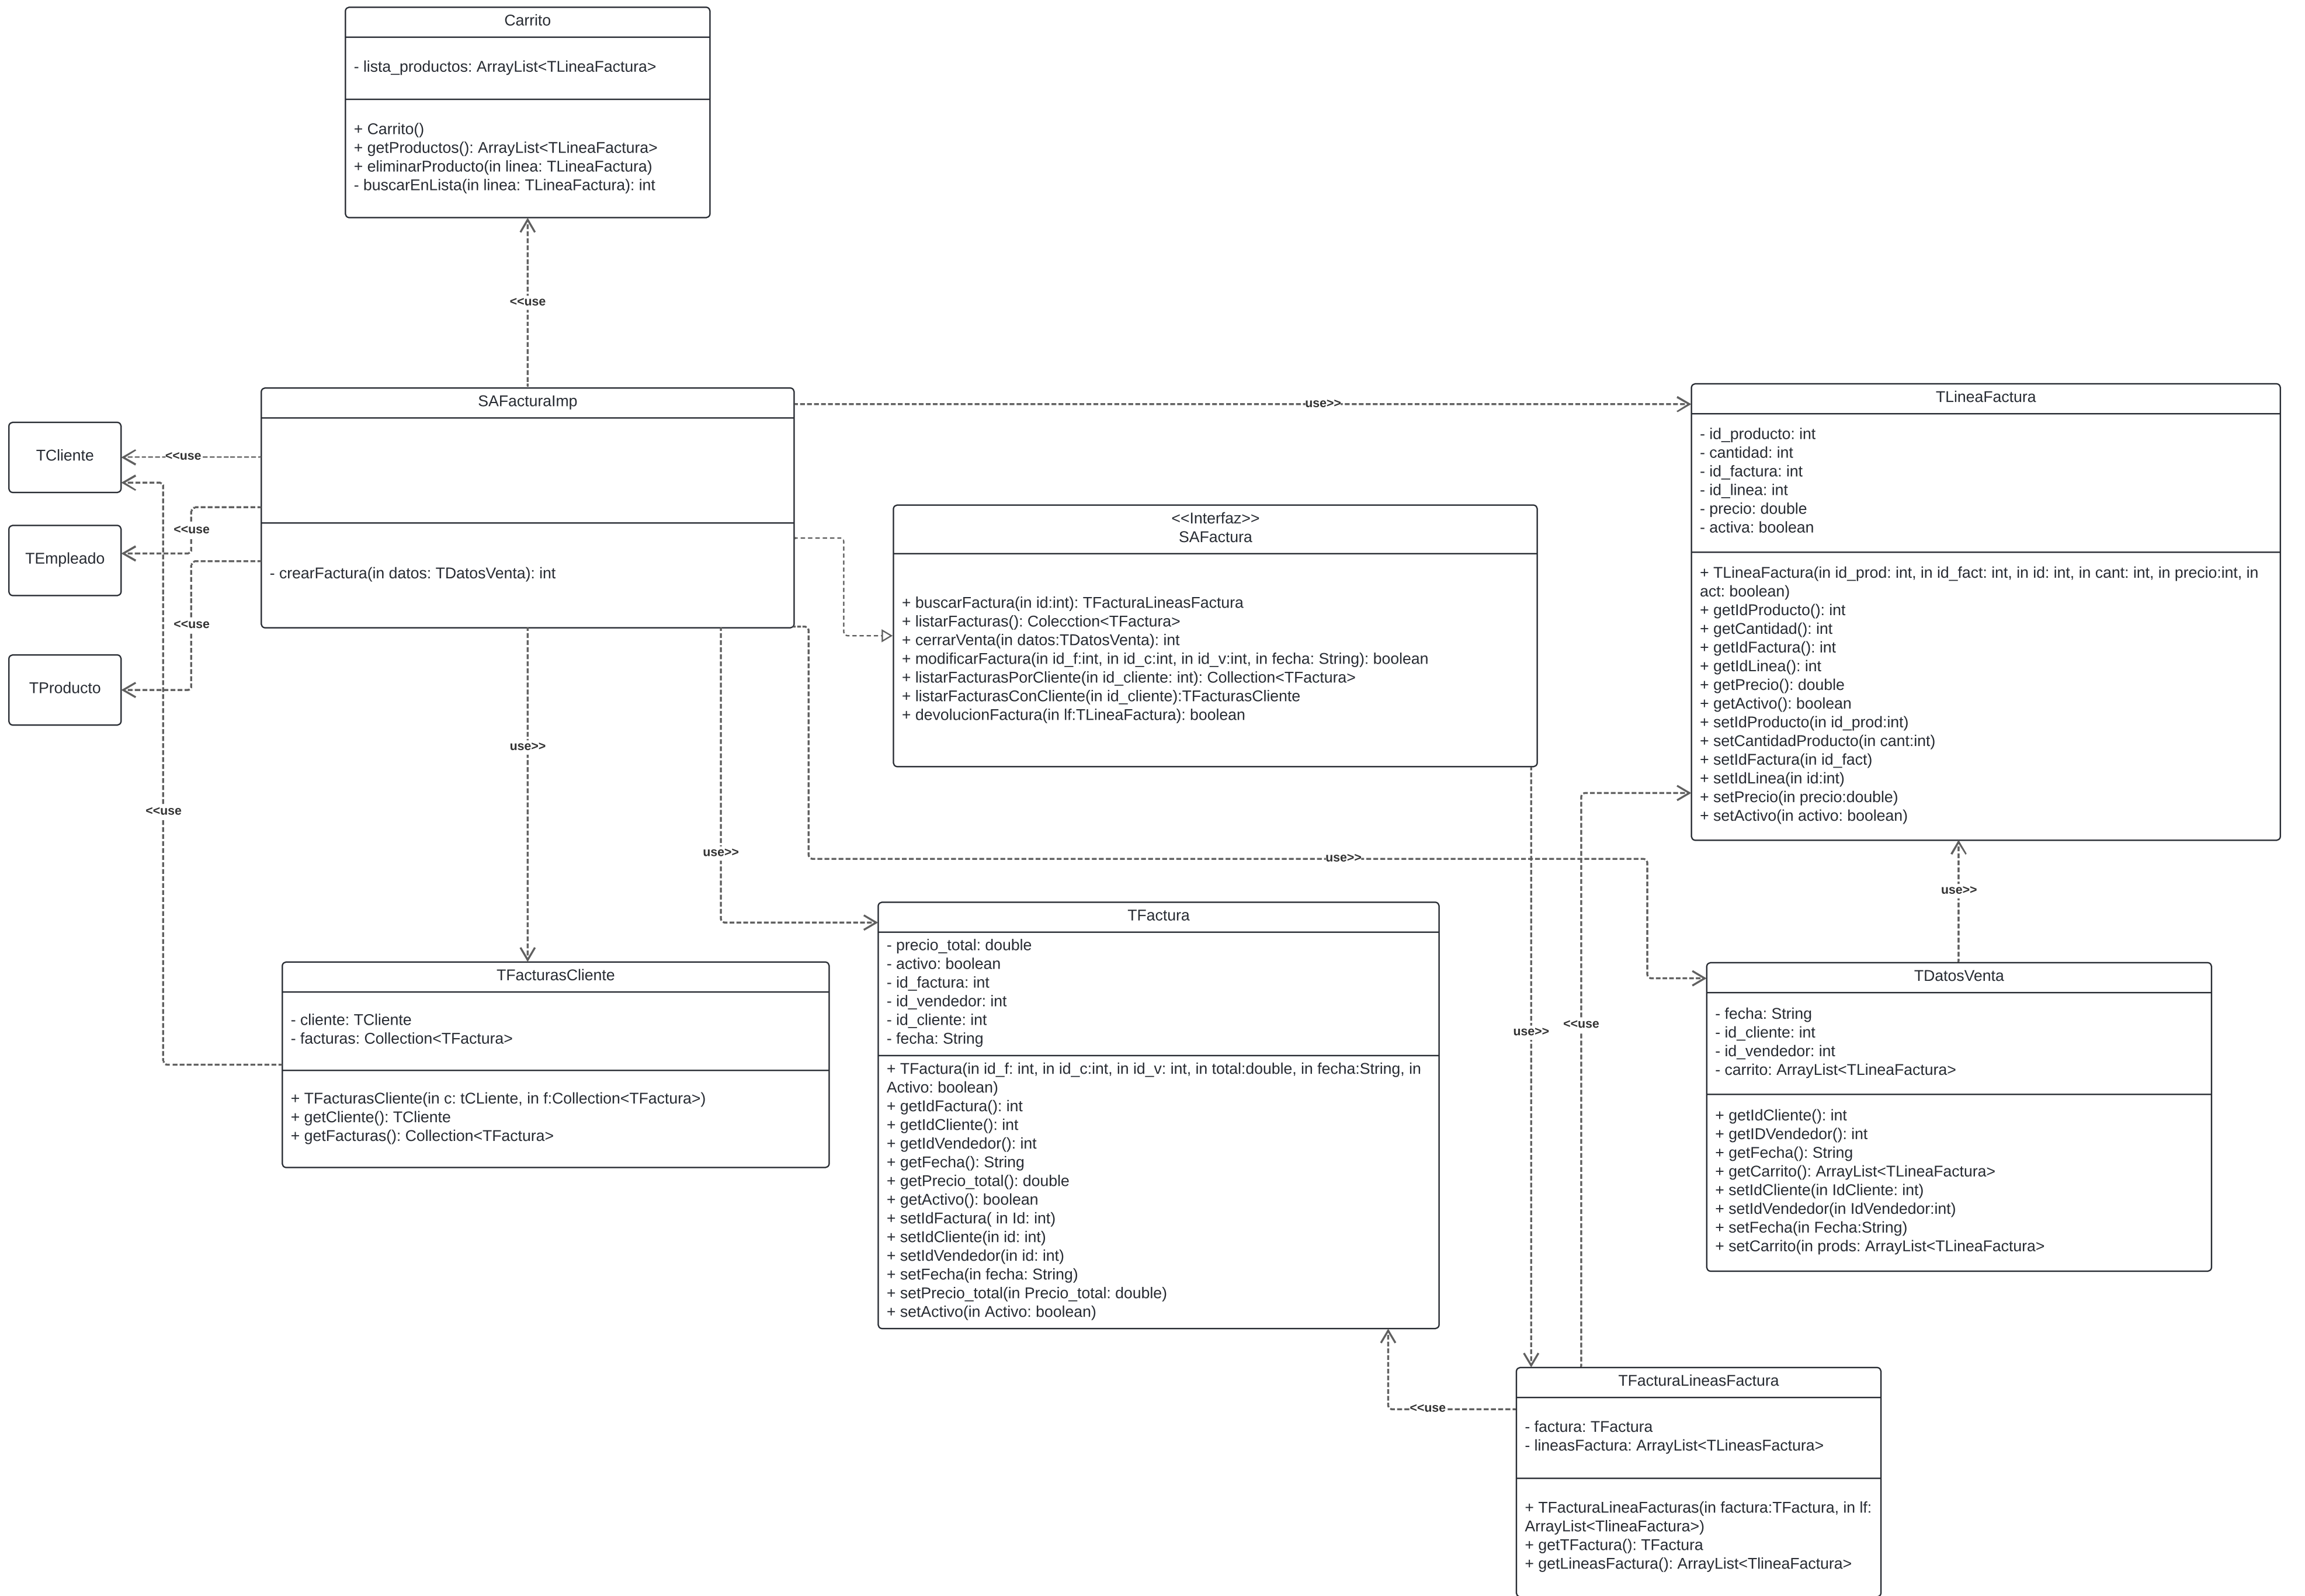 Carrito
- lista_productos: ArrayList<TLineaFactura>
+ Carrito()
+ getProductos(): ArrayList<TLineaFactura>
+ eliminarProducto(in linea: TLineaFactura)
- buscarEnLista(in linea: TLineaFactura): int
<<use
SAFacturaImp
- crearFactura(in datos: TDatosVenta): int
use>>
TCliente
<<use
TEmpleado
<<use
TProducto
<<use
<<use
<<Interfaz>>
SAFactura
+ buscarFactura(in id:int): TFacturaLineasFactura
+ listarFacturas(): Colecction<TFactura>
+ cerrarVenta(in datos:TDatosVenta): int
+ modificarFactura(in id_f:int, in id_c:int, in id_v:int, in fecha: String): boolean
+ listarFacturasPorCliente(in id_cliente: int): Collection<TFactura>
+ listarFacturasConCliente(in id_cliente):TFacturasCliente
+ devolucionFactura(in lf:TLineaFactura): boolean
TLineaFactura
- id_producto: int
- cantidad: int
- id_factura: int
- id_linea: int
- precio: double
- activa: boolean
+ TLineaFactura(in id_prod: int, in id_fact: int, in id: int, in cant: int, in precio:int, in
act: boolean)
+ getIdProducto(): int
+ getCantidad(): int
+ getIdFactura(): int
+ getIdLinea(): int
+ getPrecio(): double
+ getActivo(): boolean
+ setIdProducto(in id_prod:int)
+ setCantidadProducto(in cant:int)
+ setIdFactura(in id_fact)
+ setIdLinea(in id:int)
+ setPrecio(in precio:double)
+ setActivo(in activo: boolean)
use>>
use>>
use>>
use>>
TFacturasCliente
- cliente: TCliente
- facturas: Collection<TFactura>
+ TFacturasCliente(in c: tCLiente, in f:Collection<TFactura>)
+ getCliente(): TCliente
+ getFacturas(): Collection<TFactura>
TFactura
- precio_total: double
- activo: boolean
- id_factura: int
- id_vendedor: int
- id_cliente: int
- fecha: String
+ TFactura(in id_f: int, in id_c:int, in id_v: int, in total:double, in fecha:String, in
Activo: boolean)
+ getIdFactura(): int
+ getIdCliente(): int
+ getIdVendedor(): int
+ getFecha(): String
+ getPrecio_total(): double
+ getActivo(): boolean
+ setIdFactura( in Id: int)
+ setIdCliente(in id: int)
+ setIdVendedor(in id: int)
+ setFecha(in fecha: String)
+ setPrecio_total(in Precio_total: double)
+ setActivo(in Activo: boolean)
use>>
<<use
TDatosVenta
- fecha: String
- id_cliente: int
- id_vendedor: int
- carrito: ArrayList<TLineaFactura>
+ getIdCliente(): int
+ getIDVendedor(): int
+ getFecha(): String
+ getCarrito(): ArrayList<TLineaFactura>
+ setIdCliente(in IdCliente: int)
+ setIdVendedor(in IdVendedor:int)
+ setFecha(in Fecha:String)
+ setCarrito(in prods: ArrayList<TLineaFactura>
<<use
TFacturaLineasFactura
- factura: TFactura
- lineasFactura: ArrayList<TLineasFactura>
+ TFacturaLineaFacturas(in factura:TFactura, in lf:
ArrayList<TlineaFactura>)
+ getTFactura(): TFactura
+ getLineasFactura(): ArrayList<TlineaFactura>